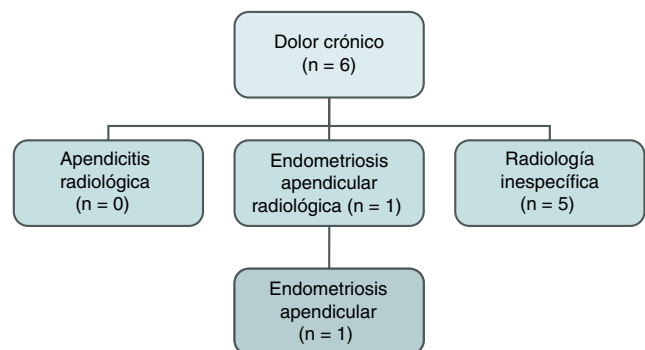 Dolor crónico
(n = 6)
Apendicitis
radiológica
(n = 0)
Endometriosis
apendicular
radiológica (n = 1)
Radiología
inespecífica
(n = 5)
Endometriosis
apendicular
(n = 1)